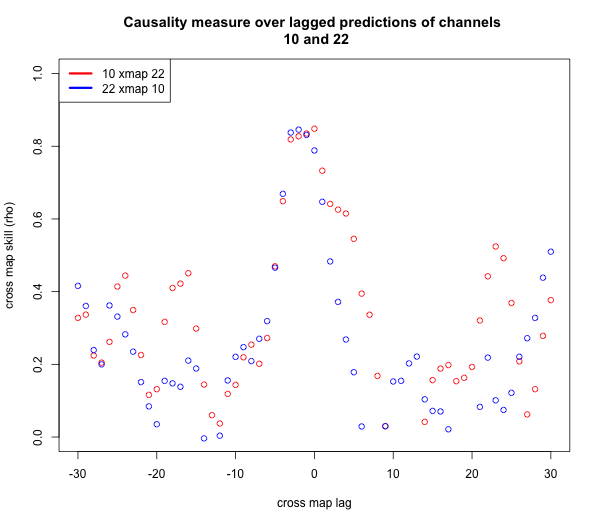 Causality measure over lagged predictions of channels
10 and 22
10 xmap 22
22 xmap 10
1.0
0.8
0.6
0.4
0.2
0.0
cross map skill (rho)
-30
-20
-10
0
10
20
30
cross map lag